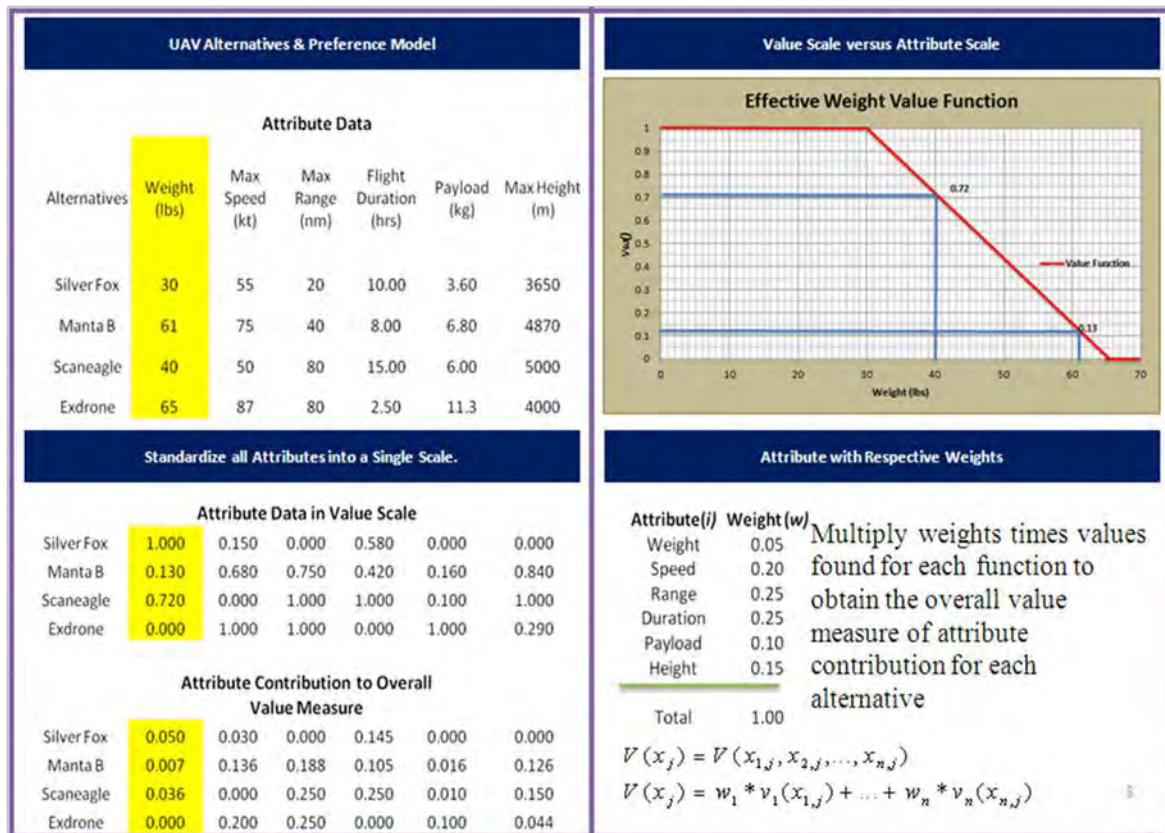 UAV Alternatives & Preference Model
Attribute Data
Alternatives Weight (lbs) Max Speed (kt) Max Range (nm) Flight Duration (hrs) Payload (kg) Max Height (m)
Silver Fox 30 55 20 10.00 3.60 3650
Manta B 61 75 40 8.00 6.80 4870
Scaneagle 40 50 80 15.00 6.00 5000
Exdrone 65 87 80 2.50 11.3 4000
Value Scale versus Attribute Scale
Effective Weight Value Function
1
0.9
0.8
0.7
0.6
0.5
0.4
0.3
0.2
0.1
0
0.72
0.13
Value Function
0 10 20 30 40 50 60 70
Weight (lbs)
Standardize all Attributes into a Single Scale.
Attribute Data in Value Scale
Silver Fox 1.000 0.150 0.000 0.580 0.000 0.000
Manta B 0.130 0.680 0.750 0.420 0.160 0.840
Scaneagle 0.720 0.000 1.000 1.000 0.100 1.000
Exdrone 0.000 1.000 1.000 0.000 1.000 0.290
Attribute Contribution to Overall
Value Measure
Silver Fox 0.050 0.030 0.000 0.145 0.000 0.000
Manta B 0.007 0.136 0.188 0.105 0.016 0.126
Scaneagle 0.036 0.000 0.250 0.250 0.010 0.150
Exdrone 0.000 0.200 0.250 0.000 0.100 0.044
Attribute with Respective Weights
Attribute(i) Weight (w)
Weight 0.05
Speed 0.20
Range 0.25
Duration 0.25
Payload 0.10
Height 0.15
Total 1.00
Multiply weights times values
found for each function to
obtain the overall value
measure of attribute
contribution for each
alternative
V(x_j) = V(x_{1,j}, x_{2,j}, ..., x_{n,j})
V(x_j) = w_1 * v_1(x_{1,j}) + ... + w_n * v_n(x_{n,j})